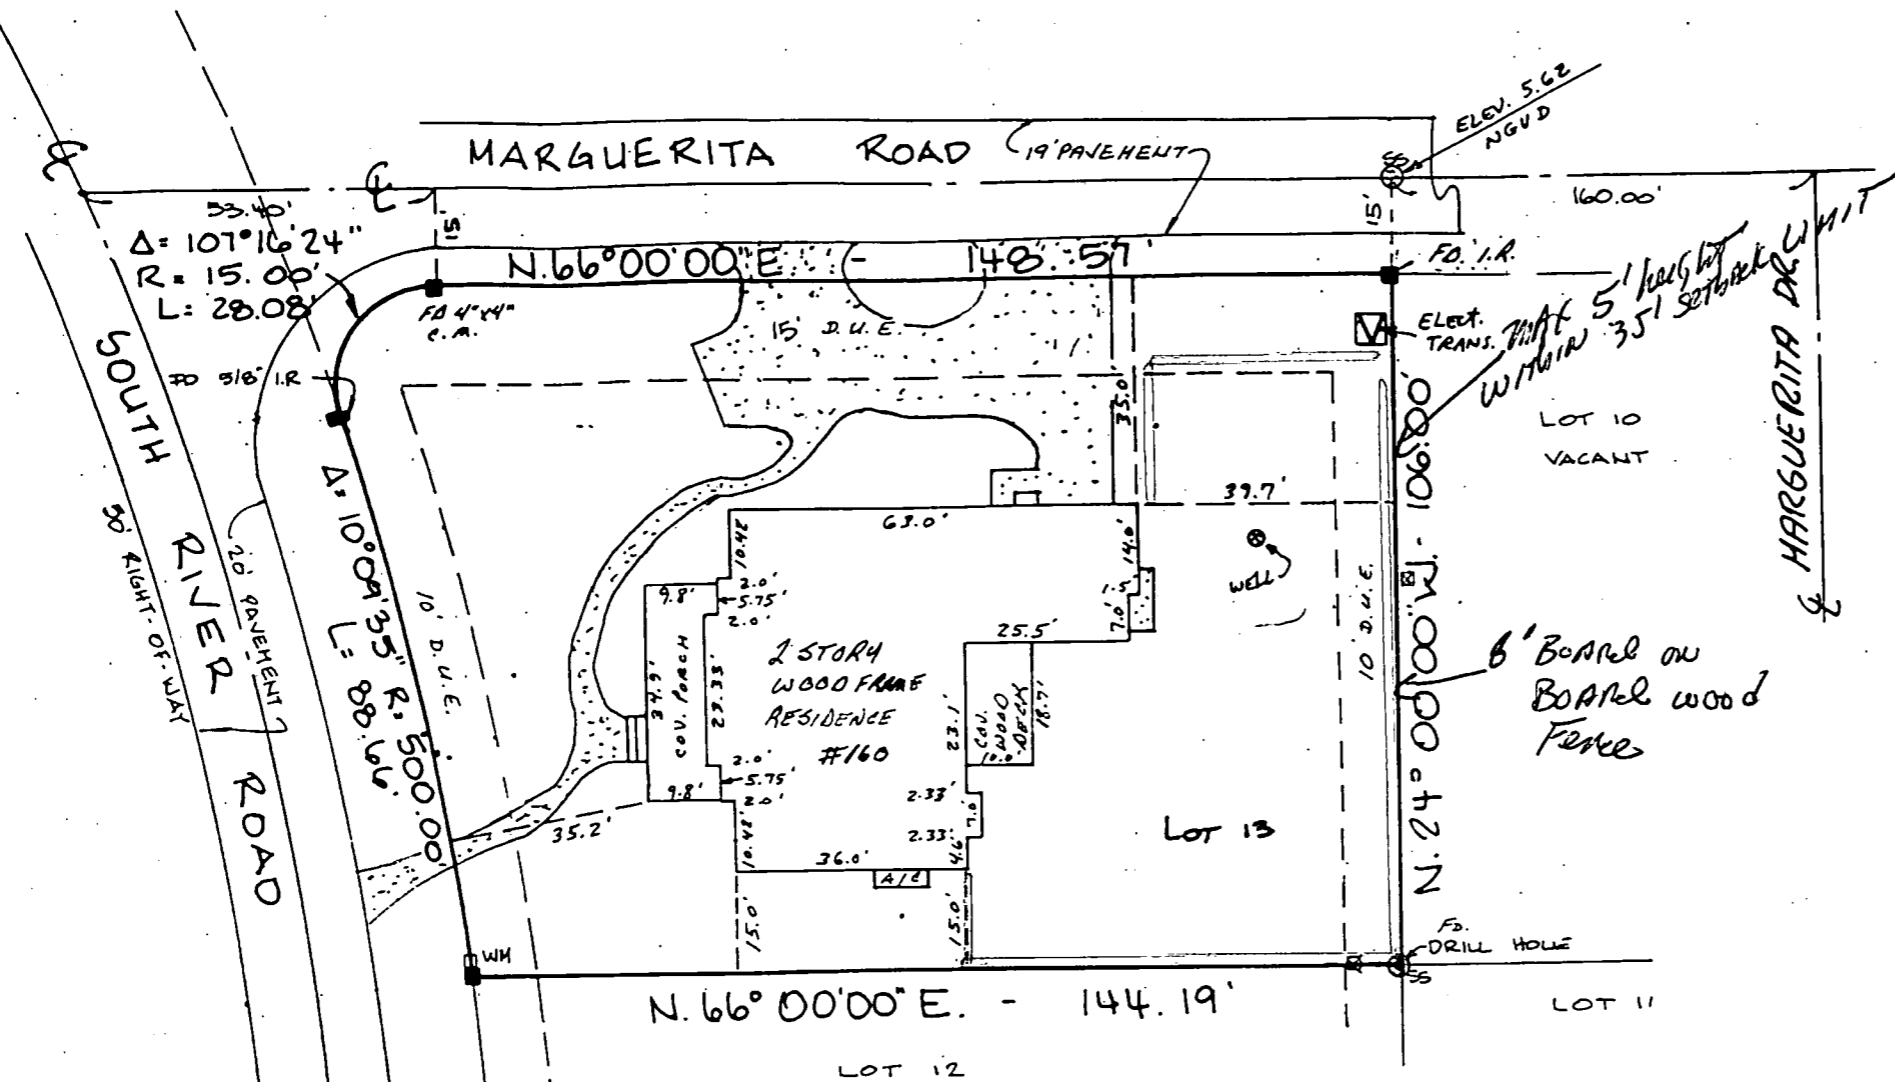 MARGUERITA ROAD
19' PAVEMENT
ELEV. 5.62
NGVD
SS
53.40'
15'
15'
160.00'
Δ= 107°16'24"
R= 15.00'
L= 28.08'
N.66°00'00"E - 148.57'
FD. I.R.
FD 4"x4"
C.M.
15' D.U.E.
ELECT.
TRANS.
MAX 5' height
within 35' setback LIMIT
MARGUERITA DR.
FD 5/8" I.R
35.0'
LOT 10
VACANT
SOUTH RIVER ROAD
50' RIGHT-OF-WAY
20' PAVEMENT
Δ= 10°09'35" R= 500.00'
L= 88.66'
10' D.U.E.
39.7'
63.0'
10.42
14.0'
WELL
2.0'
5.75'
2.0'
9.8'
1.5'
7.0'
25.5'
10' D.U.E.
N. 24° 00'00" W. - 106.00'
34.9'
COV. PORCH
23.33'
2 STORY
WOOD FRAME
RESIDENCE
#160
23.1'
COV.
WOOD
DECK
10.0'
18.7'
6' BOARD on
BOARD wood
Fence
2.0'
5.75'
2.0'
9.8'
2.33'
7.0
2.33'
4.6'
35.2'
10.42'
36.0'
A/C
LOT 13
15.0'
15.0'
WM
FD.
DRILL HOLE
SS
N. 66° 00'00" E. - 144.19'
LOT 11
LOT 12